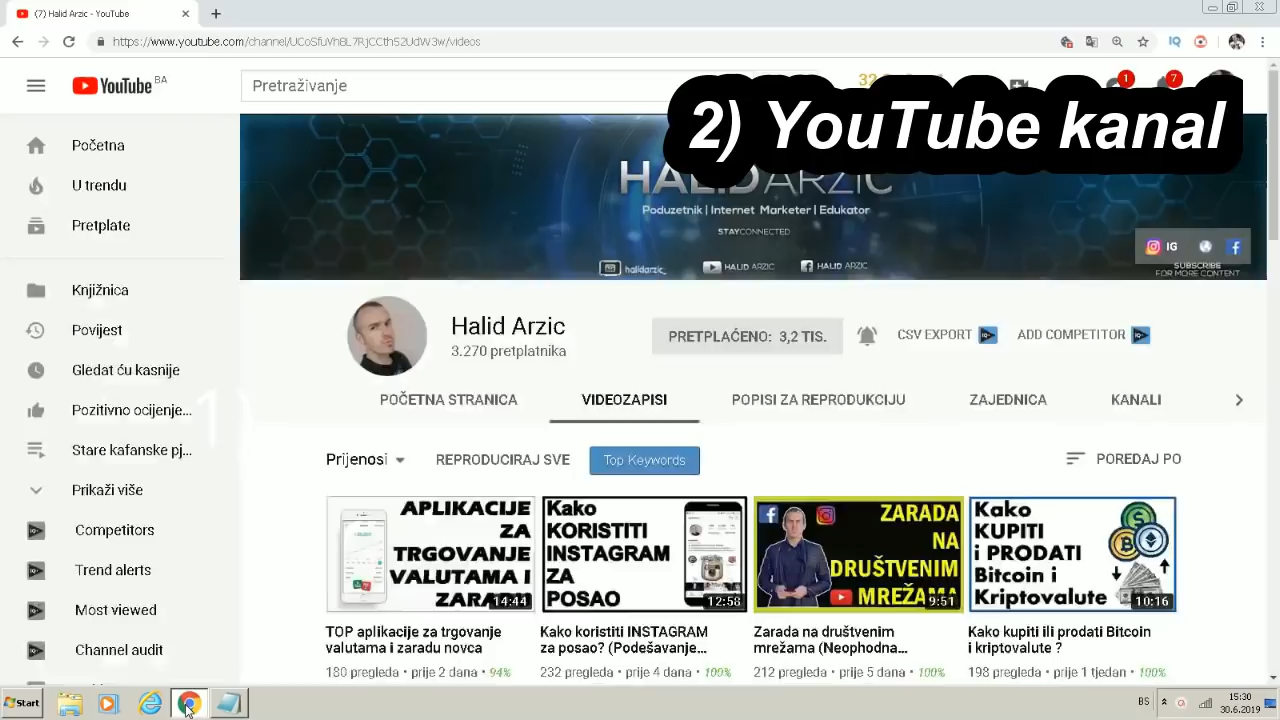 (7) Halid Arzic - YouTube
https://www.youtube.com/channel/UCoSfuYh8L7RjCCthS2UdW3w/videos
YouTube BA
Pretraživanje
1
7
2) YouTube kanal
Početna
U trendu
Pretplate
Knjižnica
Povijest
Gledat ću kasnije
Pozitivno ocijenje...
Stare kafanske pj...
Prikaži više
Competitors
Trend alerts
Most viewed
Channel audit
HALID ARZIC
Poduzetnik | Internet Marketer | Edukator
STAY CONNECTED
halidarzic_
HALID ARZIC
HALID ARZIC
IG
SUBSCRIBE
FOR MORE CONTENT
Halid Arzic
3.270 pretplatnika
PRETPLAĆENO: 3,2 TIS.
CSV EXPORT
ADD COMPETITOR
POČETNA STRANICA
VIDEOZAPISI
POPISI ZA REPRODUKCIJU
ZAJEDNICA
KANALI
1)
Prijenosi
REPRODUCIRAJ SVE
Top Keywords
POREDAJ PO
APLIKACIJE
ZA
TRGOVANJE
VALUTAMA I
ZARADU
14:44
Kako
KORISTITI
INSTAGRAM
ZA
POSAO
12:58
ZARADA
NA
DRUŠTVENIM
MREŽAMA
9:51
Kako
KUPITI
i PRODATI
Bitcoin i
Kriptovalute
10:16
TOP aplikacije za trgovanje
valutama i zaradu novca
180 pregleda • prije 2 dana • 94%
Kako koristiti INSTAGRAM
za posao? (Podešavanje...
232 pregleda • prije 4 dana • 100%
Zarada na društvenim
mrežama (Neophodna...
212 pregleda • prije 5 dana • 100%
Kako kupiti ili prodati Bitcoin
i kriptovalute ?
198 pregleda • prije 1 tjedan • 100%
Start
BS
15:30
30.6.2019